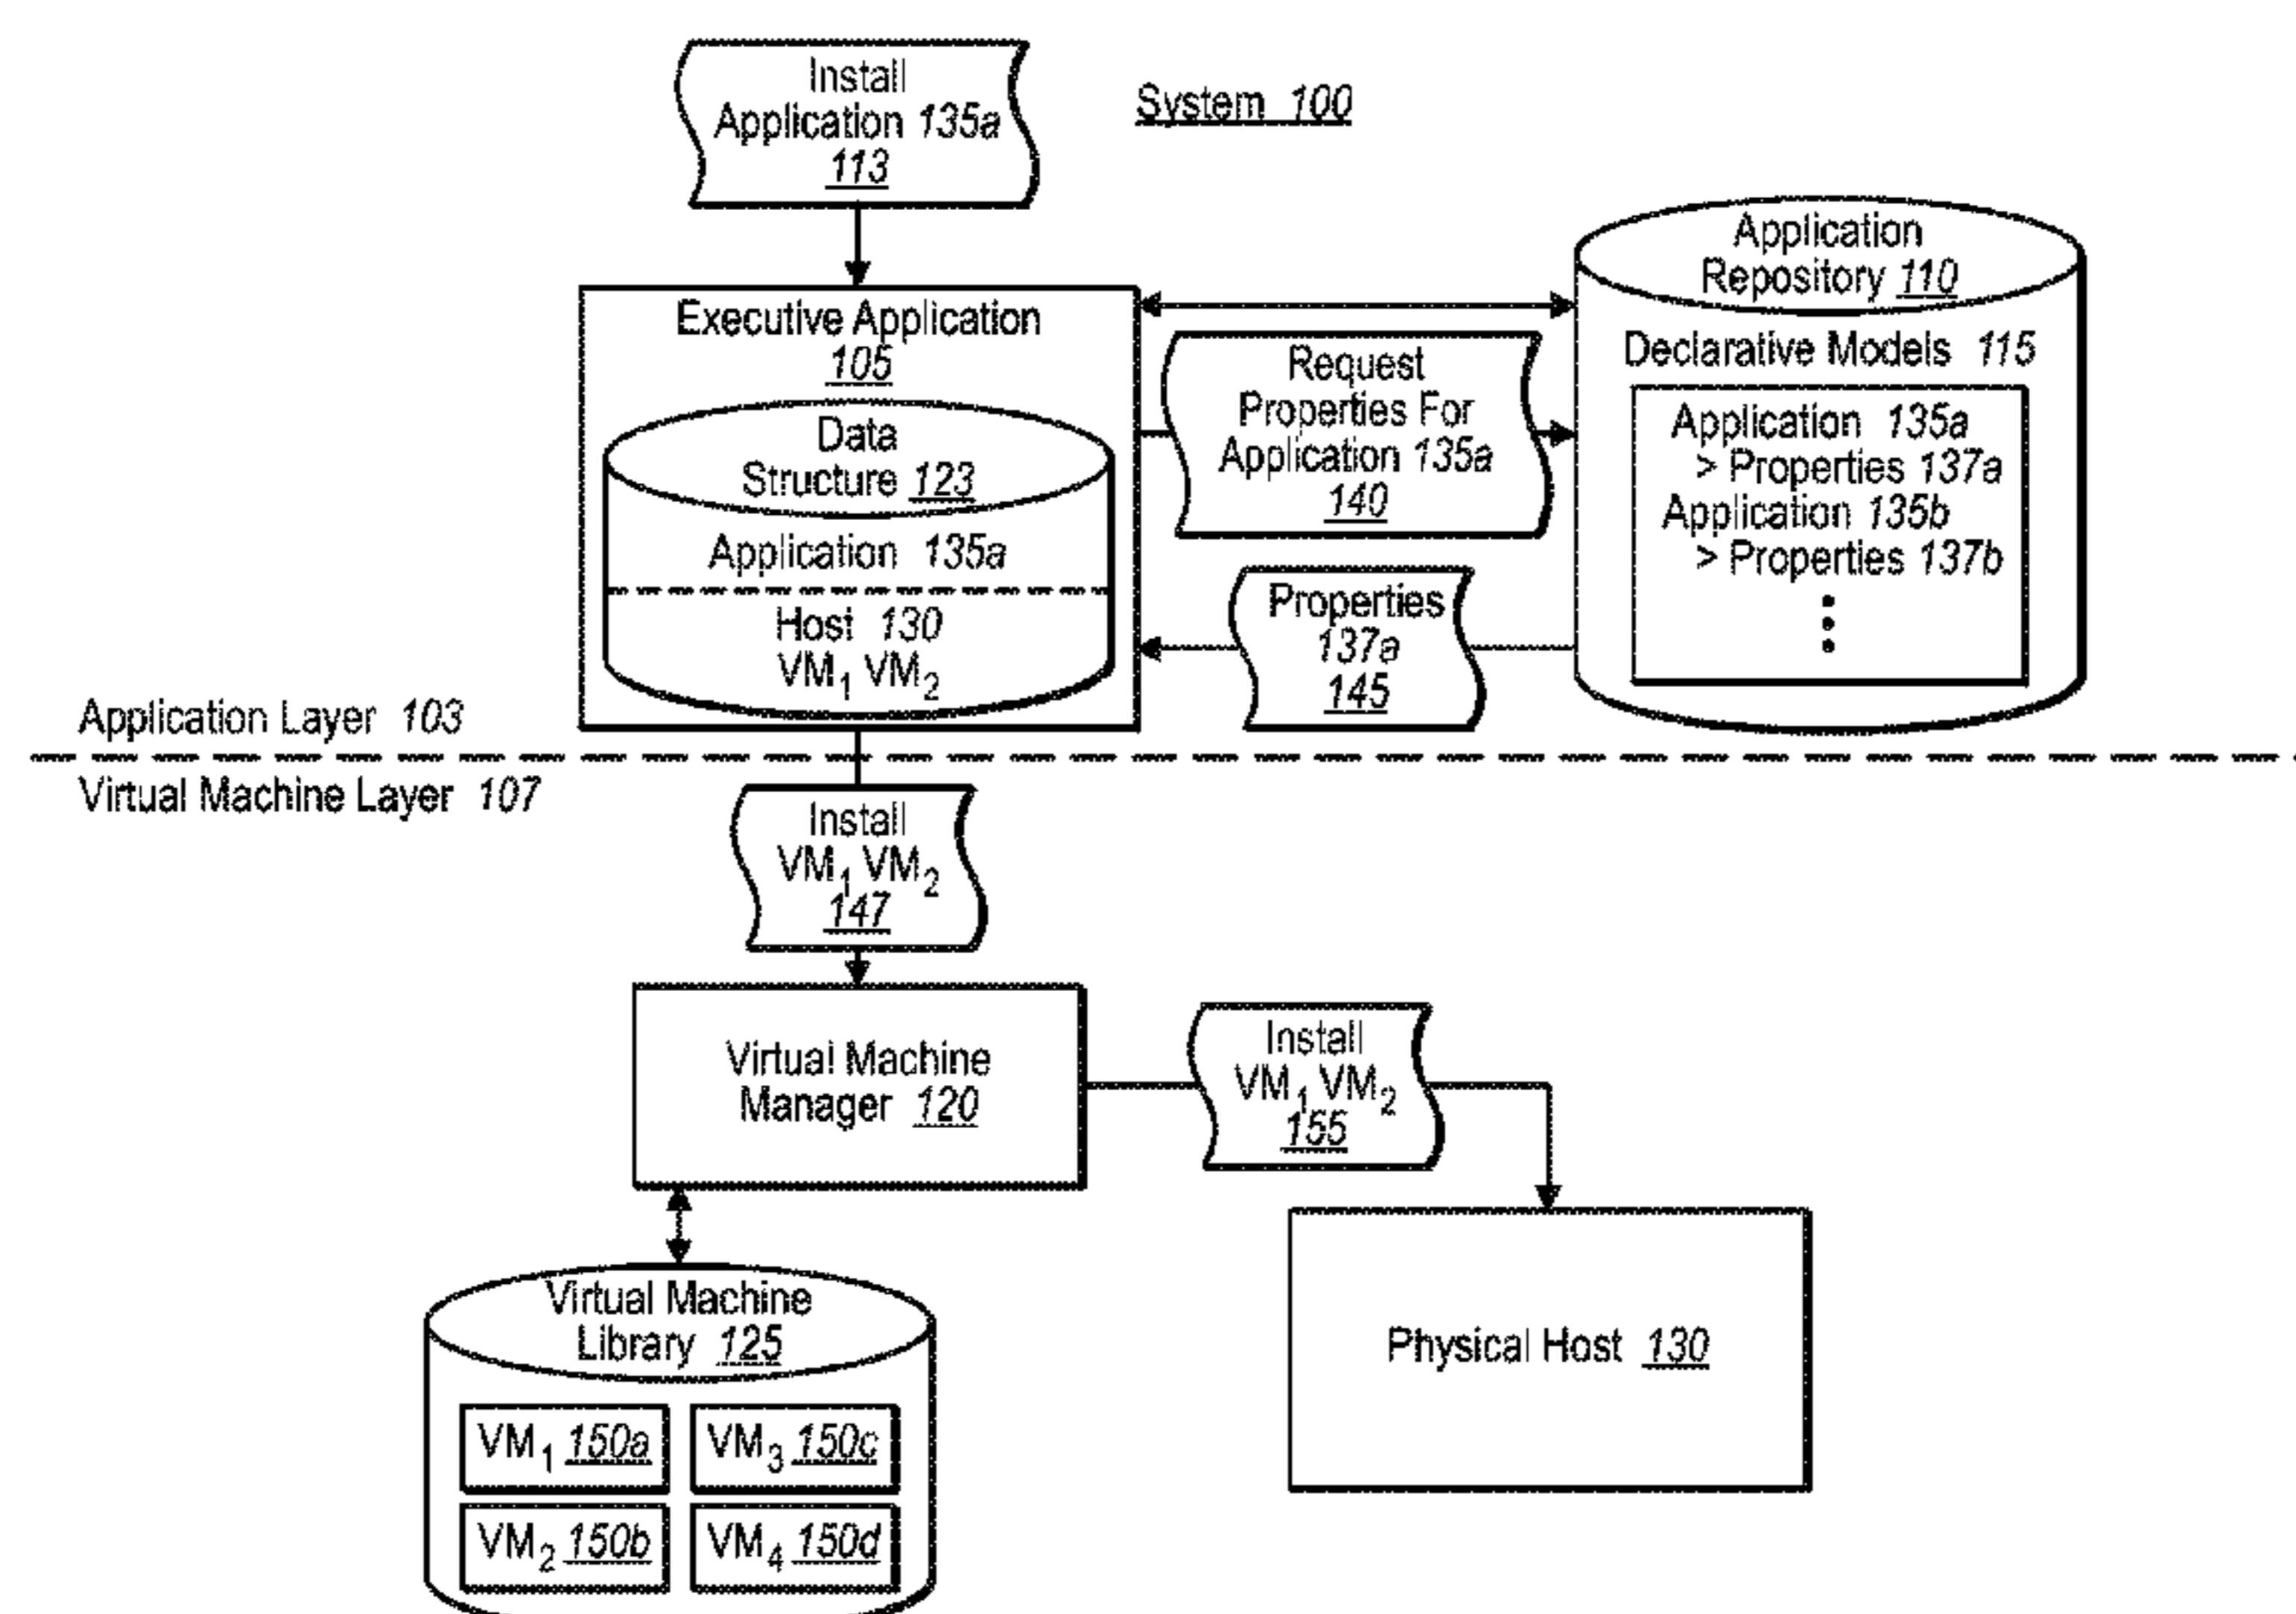 Install
Application 135a
113
System 100
Application
Repository 110
Executive Application
105
Declarative Models 115
Request
Properties For
Application 135a
140
Data
Structure 123
Application 135a
> Properties 137a
Application 135b
> Properties 137b
Application 135a
Host 130
VM1 VM2
Properties
137a
145
Application Layer 103
Virtual Machine Layer 107
Install
VM1 VM2
147
Virtual Machine
Manager 120
Install
VM1 VM2
155
Virtual Machine
Library 125
Physical Host 130
VM1 150a
VM3 150c
VM2 150b
VM4 150d